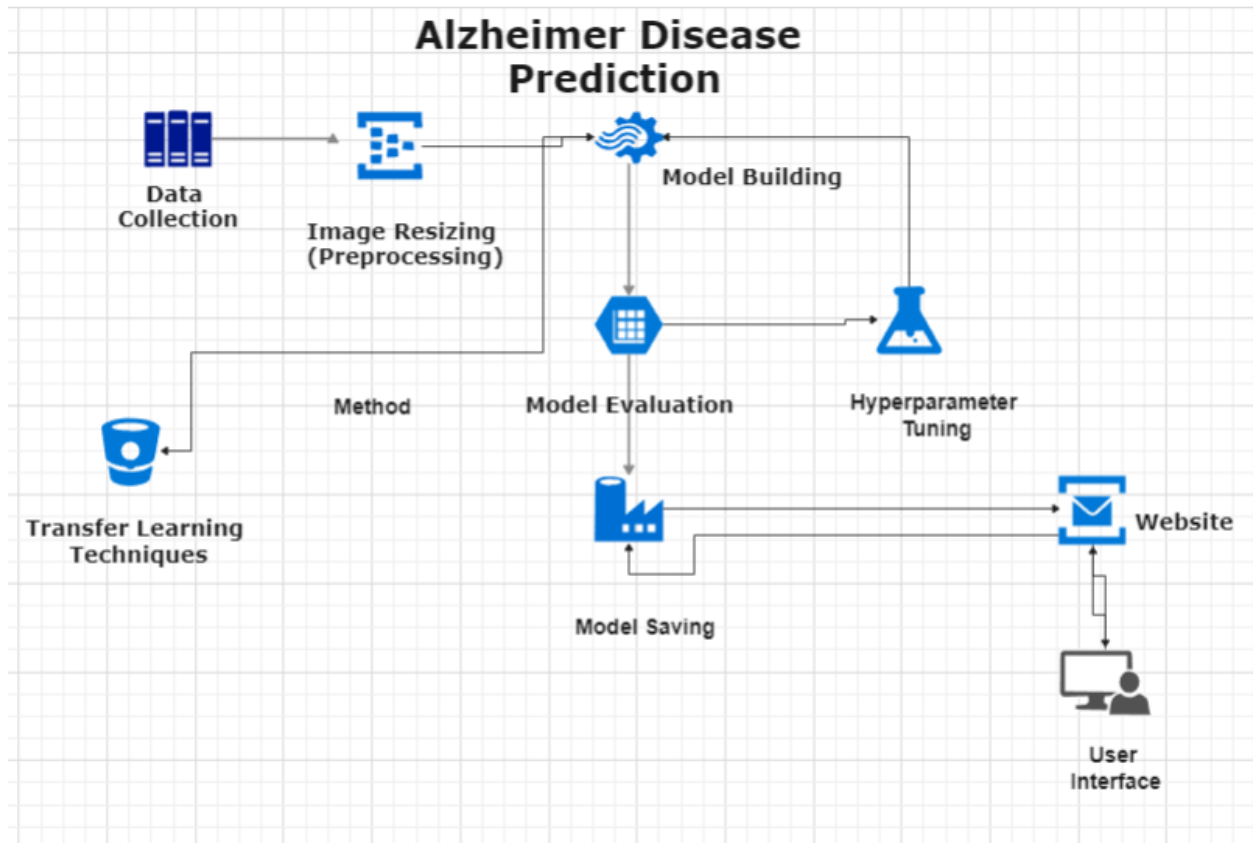 Alzheimer Disease
Prediction
Data
Collection
Image Resizing
(Preprocessing)
Model Building
Method
Model Evaluation
Hyperparameter
Tuning
Transfer Learning
Techniques
Website
Model Saving
User
Interface